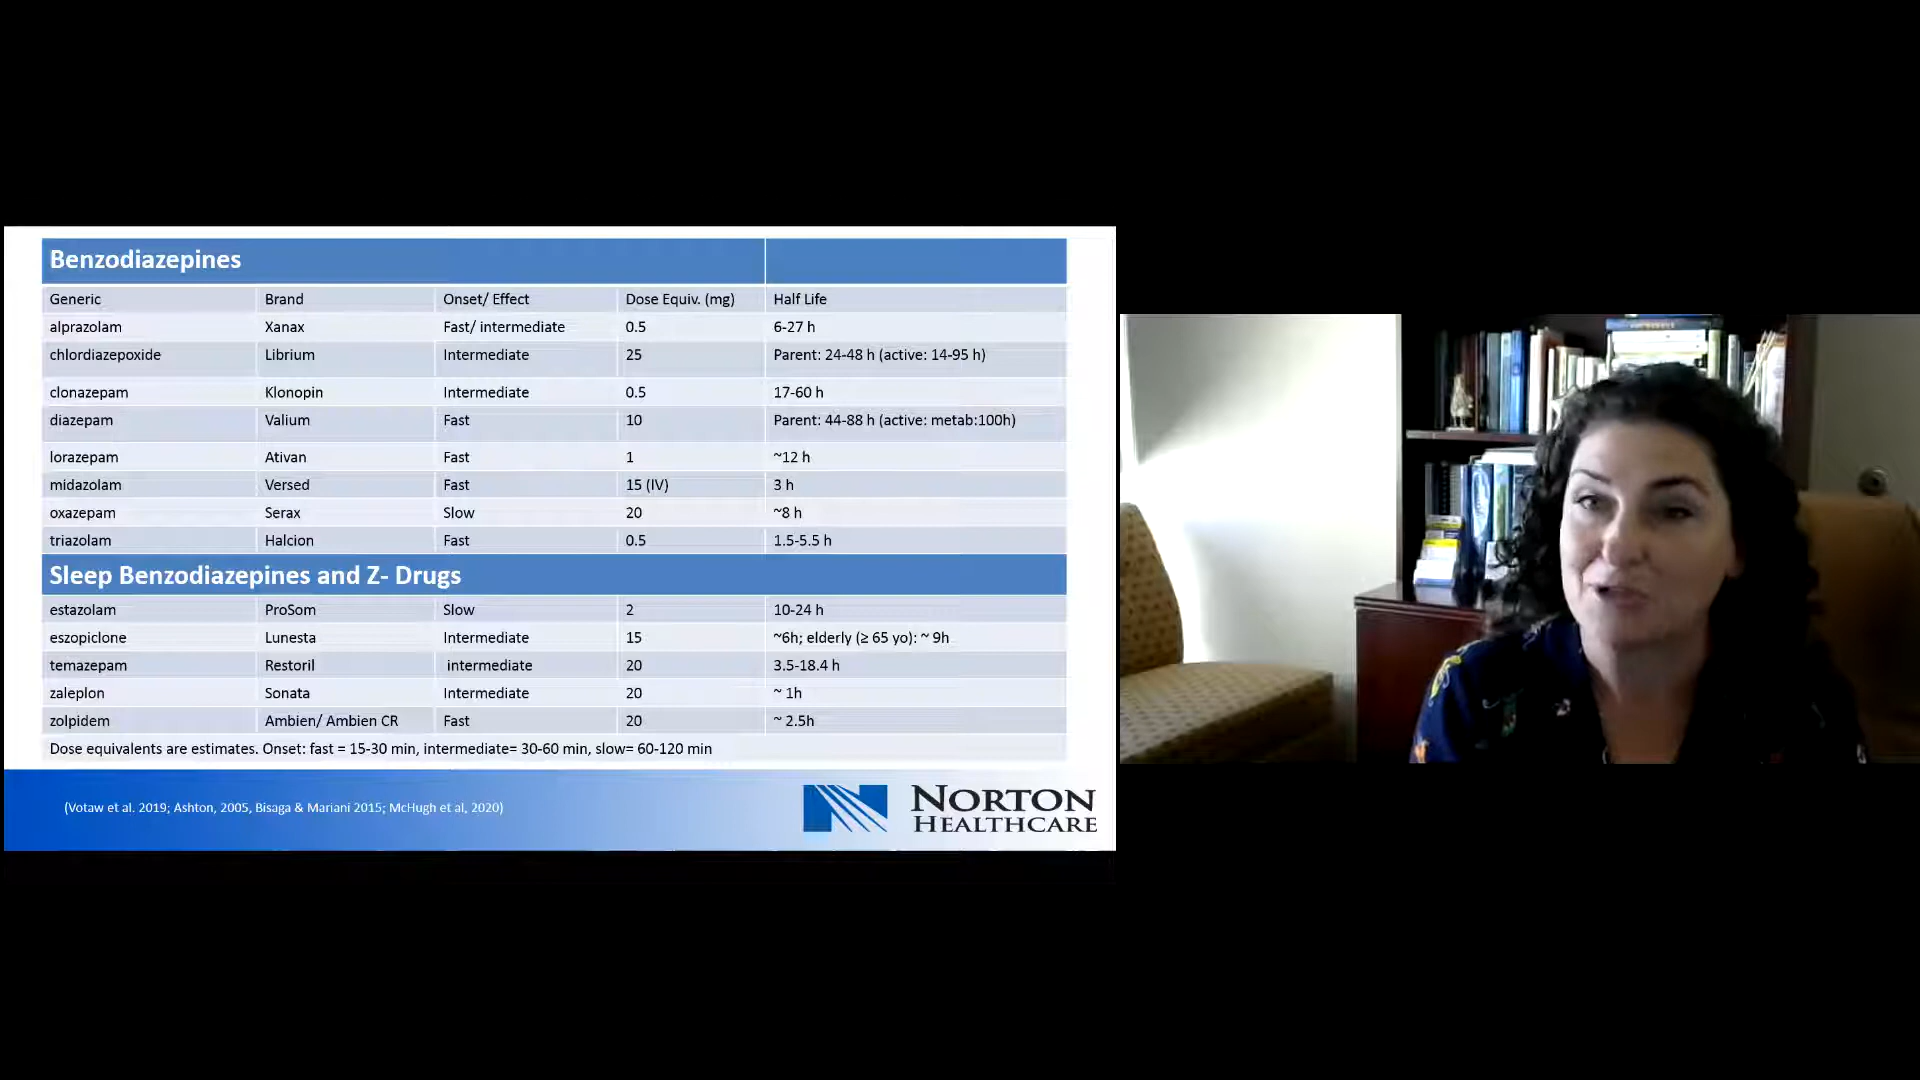 Benzodiazepines
Generic Brand Onset/ Effect Dose Equiv. (mg) Half Life
alprazolam Xanax Fast/ intermediate 0.5 6-27 h
chlordiazepoxide Librium Intermediate 25 Parent: 24-48 h (active: 14-95 h)
clonazepam Klonopin Intermediate 0.5 17-60 h
diazepam Valium Fast 10 Parent: 44-88 h (active: metab:100h)
lorazepam Ativan Fast 1 ~12 h
midazolam Versed Fast 15 (IV) 3 h
oxazepam Serax Slow 20 ~8 h
triazolam Halcion Fast 0.5 1.5-5.5 h
Sleep Benzodiazepines and Z- Drugs
estazolam ProSom Slow 2 10-24 h
eszopiclone Lunesta Intermediate 15 ~6h; elderly (≥ 65 yo): ~ 9h
temazepam Restoril intermediate 20 3.5-18.4 h
zaleplon Sonata Intermediate 20 ~ 1h
zolpidem Ambien/ Ambien CR Fast 20 ~ 2.5h
Dose equivalents are estimates. Onset: fast = 15-30 min, intermediate= 30-60 min, slow= 60-120 min
(Votaw et al. 2019; Ashton, 2005, Bisaga & Mariani 2015; McHugh et al, 2020)
NORTON
HEALTHCARE